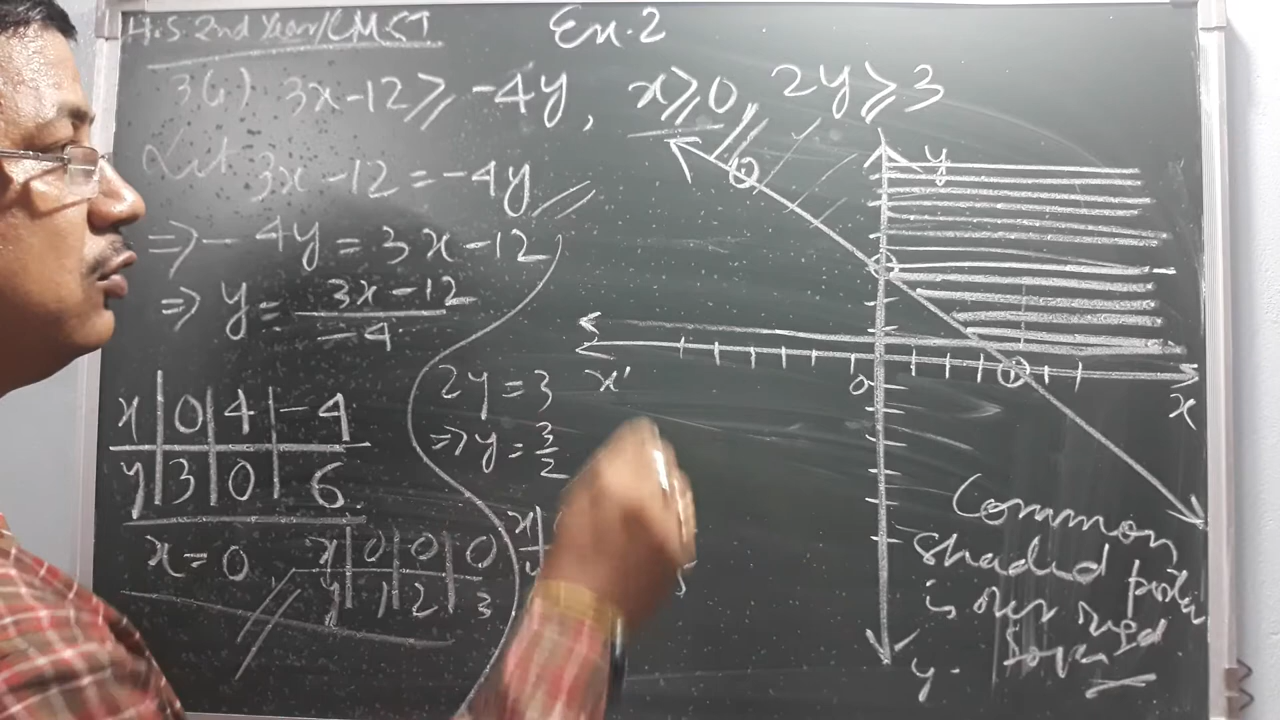 H.S. 2nd Year/CMST
Ex. 2
3(i) 3x-12 ≥ -4y, x ≥ 0, 2y ≥ 3
Let 3x-12 = -4y
⇒ -4y = 3x-12
⇒ y = (3x-12)/-4
x | 0 | 4 | -4
y | 3 | 0 | 6
x = 0,
x | 0 | 0 | 0
y | 1 | 2 | 3
2y = 3
⇒ y = 3/2
x
y
x'
0
x
y-
Common
shaded
is our